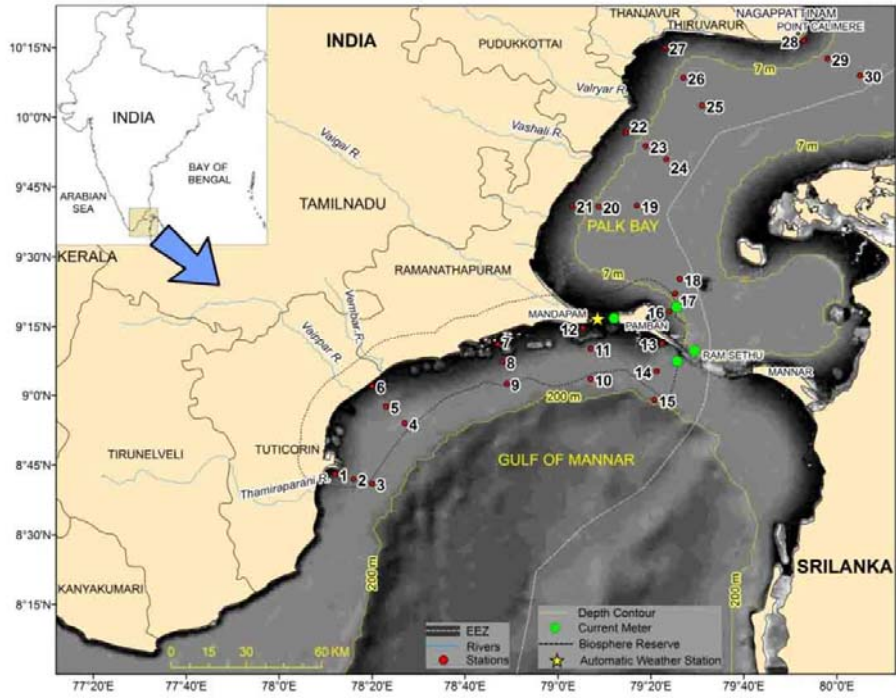 NAGAPPATTINAM
THANJAVUR
THIRUVARUR
POINT CALIMERE
INDIA
PUDUKKOTTAI
10°15'N
10°0'N
9°45'N
9°30'N
9°15'N
9°0'N
8°45'N
8°30'N
8°15'N
INDIA
BAY OF
BENGAL
ARABIAN
SEA
KERALA
Valryar R.
Vashali.R.
Vaigai R.
TAMILNADU
RAMANATHAPURAM
Vembar R.
Vairpar R.
TIRUNELVELI
TUTICORIN
Thamiraparani R.
KANYAKUMARI
27
28
29
30
26
25
7 m
7 m
22
23
24
21
20
19
PALK BAY
7 m
18
17
16
MANDAPAM
PAMBAN
12
13
RAM SETHU
MANNAR
7
8
11
9
10
14
15
6
5
4
200 m
1
2
3
GULF OF MANNAR
200 m
200 m
SRILANKA
0
30
60 KM
EEZ
Rivers
Stations
Depth Contour
Current Meter
Biosphere Reserve
Automatic Weather Station
77°20'E
77°40'E
78°0'E
78°20'E
78°40'E
79°0'E
79°20'E
79°40'E
80°0'E